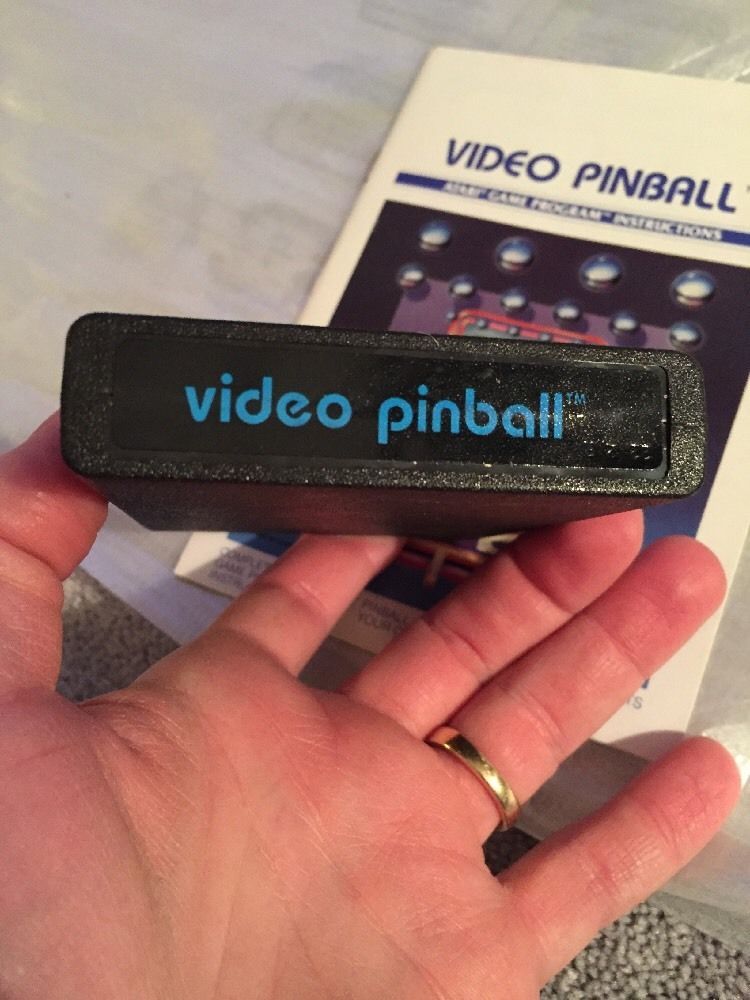 VIDEO PINBALL™
ATARI® GAME PROGRAM™ INSTRUCTIONS
video pinball™